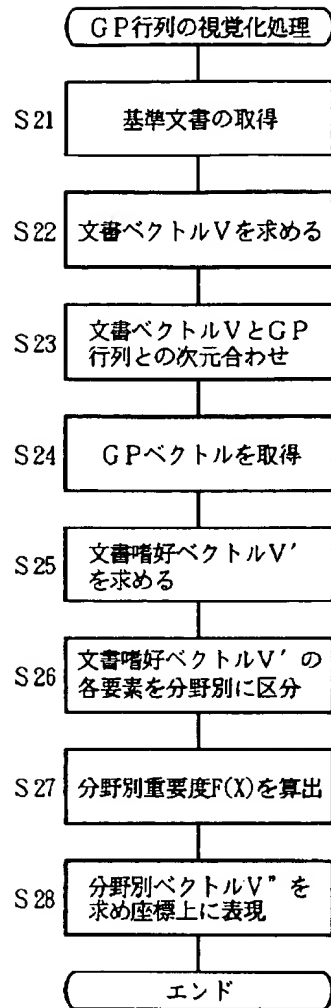 GP行列の視覚化処理
S21 基準文書の取得
S22 文書ベクトルVを求める
S23 文書ベクトルVとGP
行列との次元合わせ
S24 GPベクトルを取得
S25 文書嗜好ベクトルV'
を求める
S26 文書嗜好ベクトルV'の
各要素を分野別に区分
S27 分野別重要度F(X)を算出
S28 分野別ベクトルV"を
求め座標上に表現
エンド